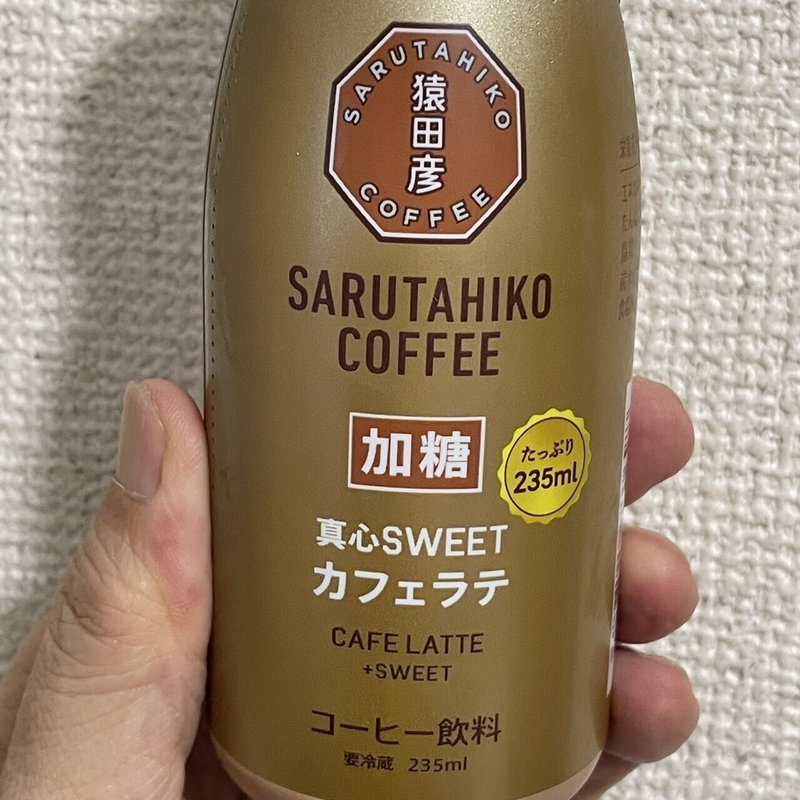 SARUTAHIKO
猿田彦
COFFEE
SARUTAHIKO
COFFEE
加糖
たっぷり
235ml
真心SWEET
カフェラテ
CAFE LATTE
+SWEET
コーヒー飲料
要冷蔵 235ml